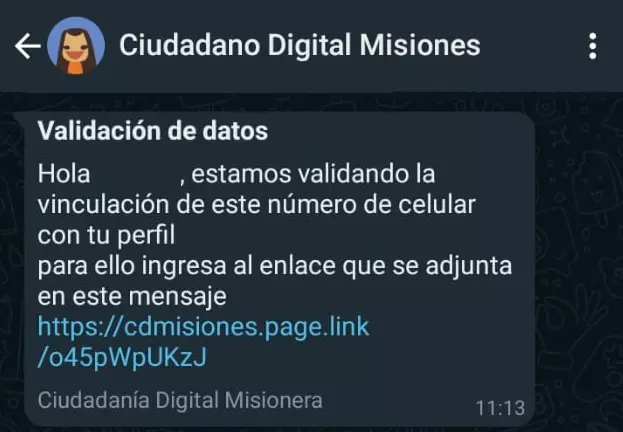 Ciudadano Digital Misiones
Validación de datos
Hola , estamos validando la
vinculación de este número de celular
con tu perfil
para ello ingresa al enlace que se adjunta
en este mensaje
https://cdmisiones.page.link
/o45pWpUKzJ
Ciudadanía Digital Misionera
11:13